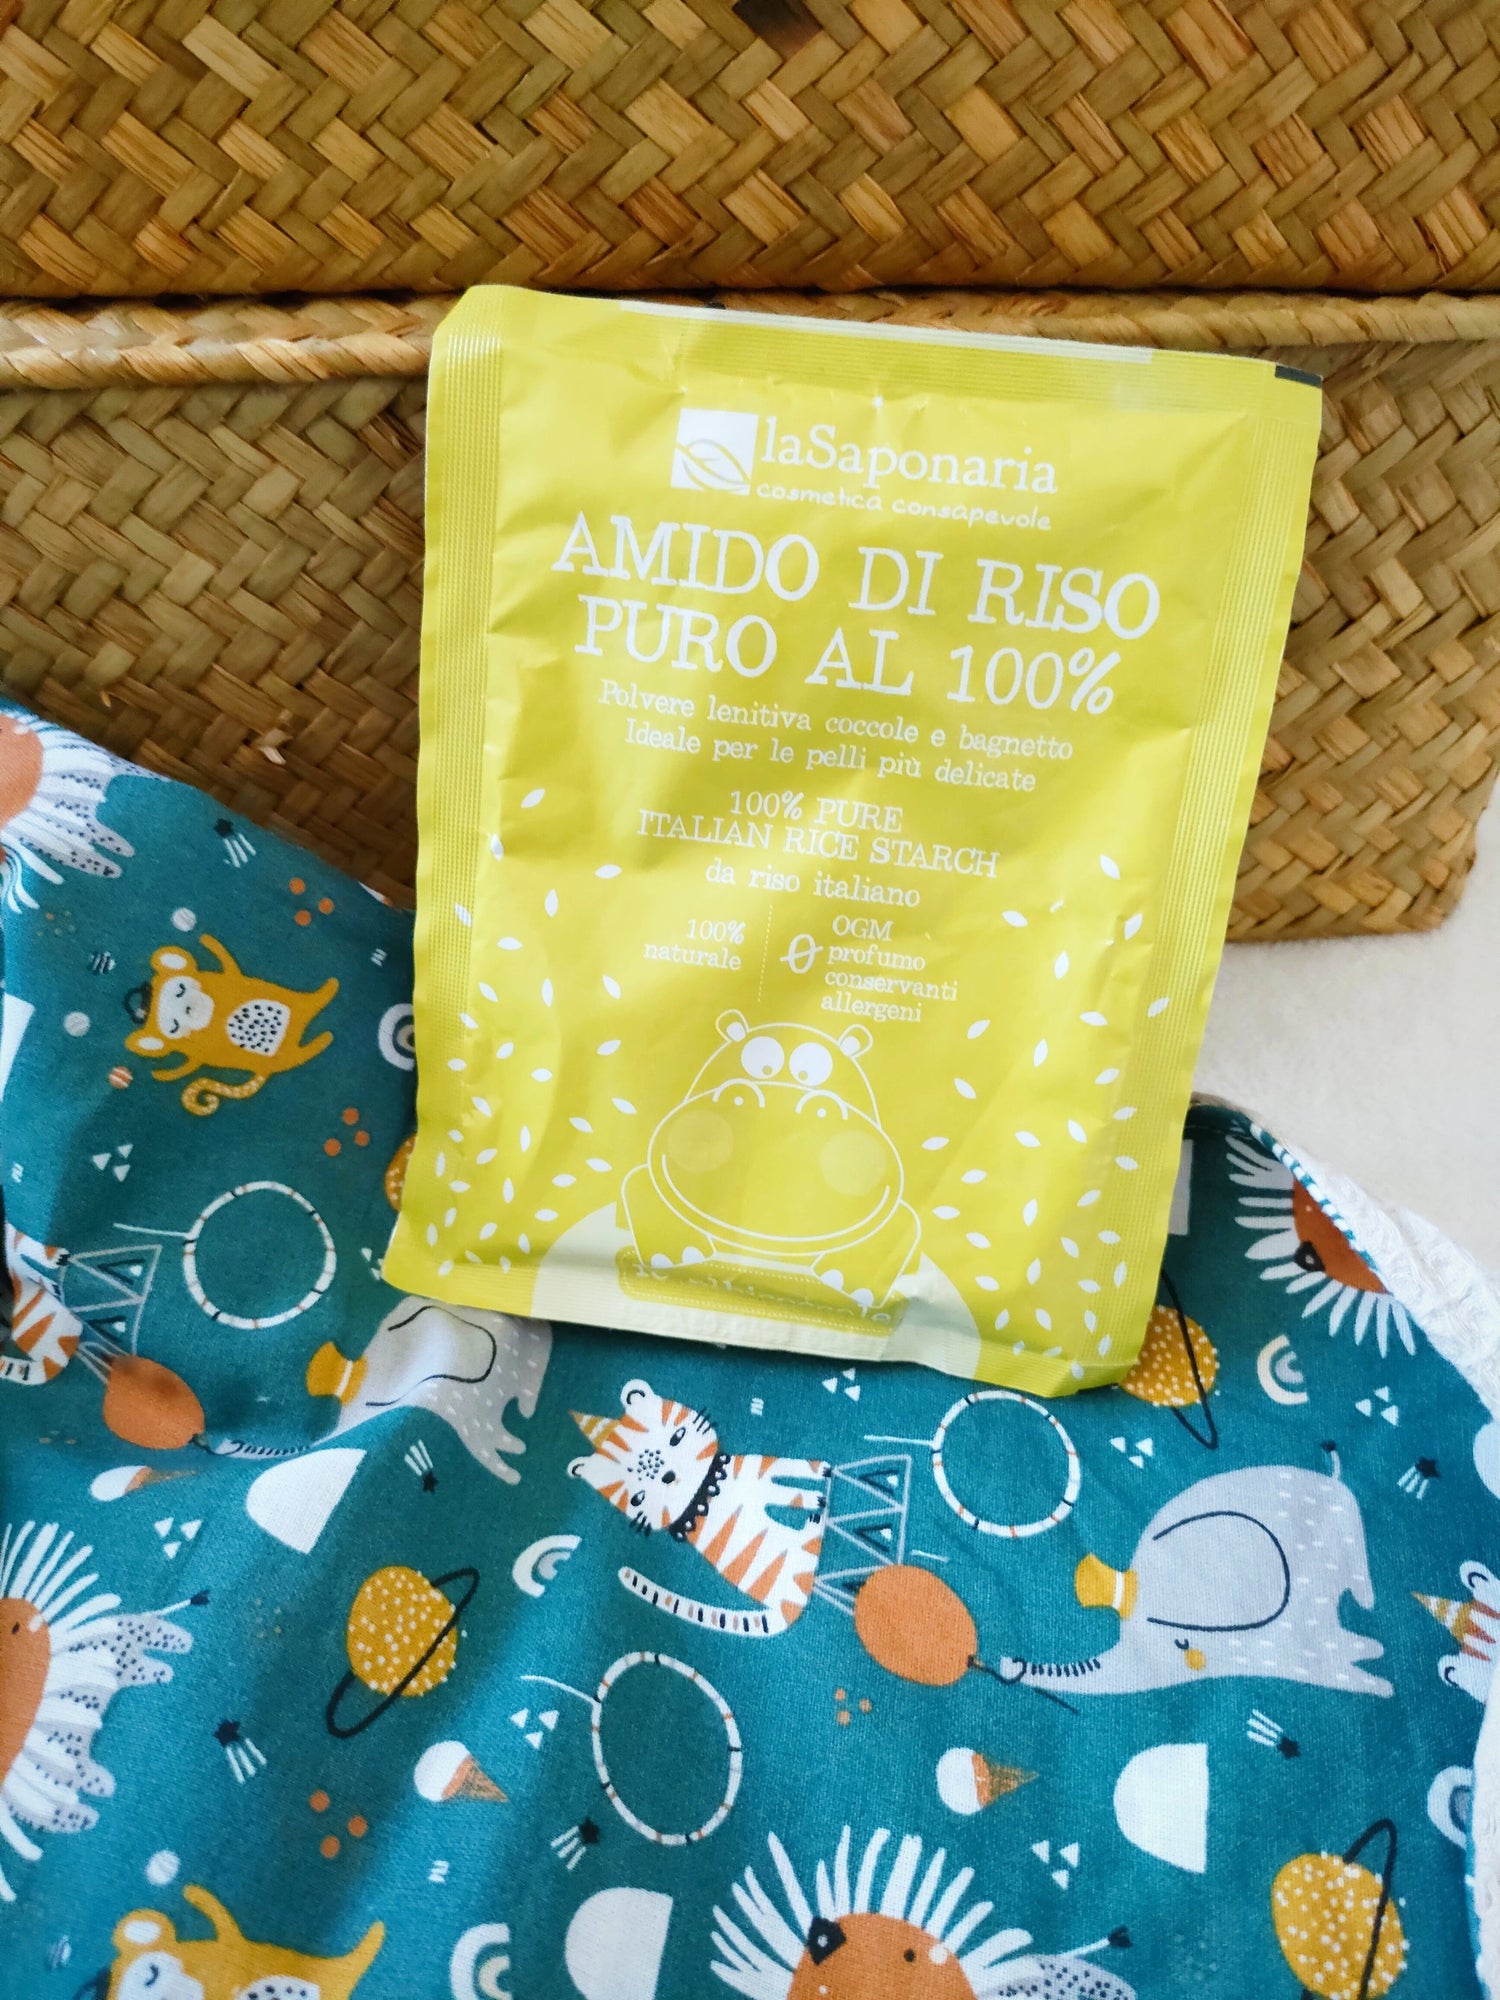 laSaponaria
cosmetica consapevole
AMIDO DI RISO
PURO AL 100%
Polvere lenitiva coccole e bagnetto
Ideale per le pelli più delicate
100% PURE
ITALIAN RICE STARCH
da riso italiano
100%
naturale
0
OGM
profumo
conservanti
allergeni